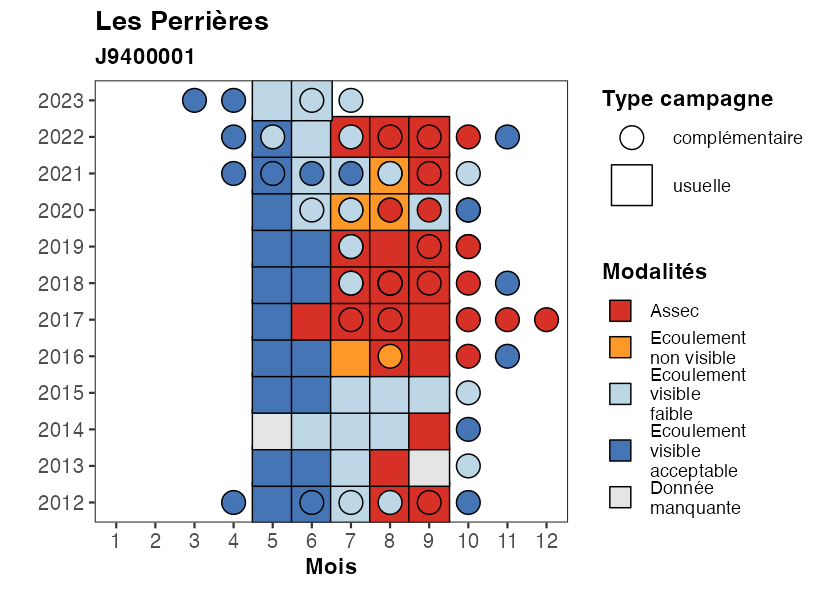 Les Perrières
J9400001
2023
2022
2021
2020
2019
2018
2017
2016
2015
2014
2013
2012
1 2 3 4 5 6 7 8 9 10 11 12
Mois
Type campagne
complémentaire
usuelle
Modalités
Assec
Ecoulement
non visible
Ecoulement
visible
faible
Ecoulement
visible
acceptable
Donnée
manquante